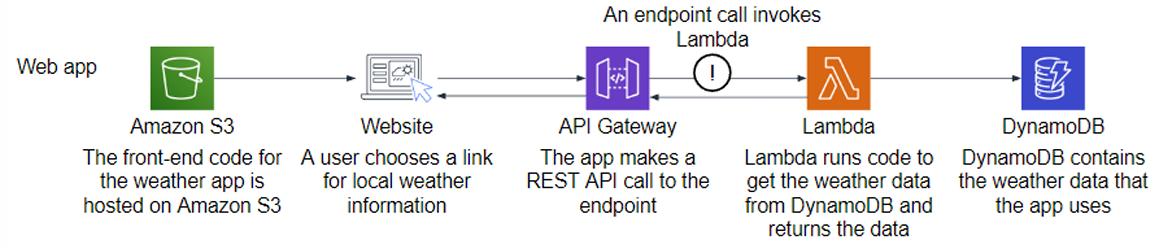 An endpoint call invokes
Lambda
Web app
!
Amazon S3
The front-end code for
the weather app is
hosted on Amazon S3
Website
A user chooses a link
for local weather
information
API Gateway
The app makes a
REST API call to the
endpoint
Lambda
Lambda runs code to
get the weather data
from DynamoDB and
returns the data
DynamoDB
DynamoDB contains
the weather data that
the app uses